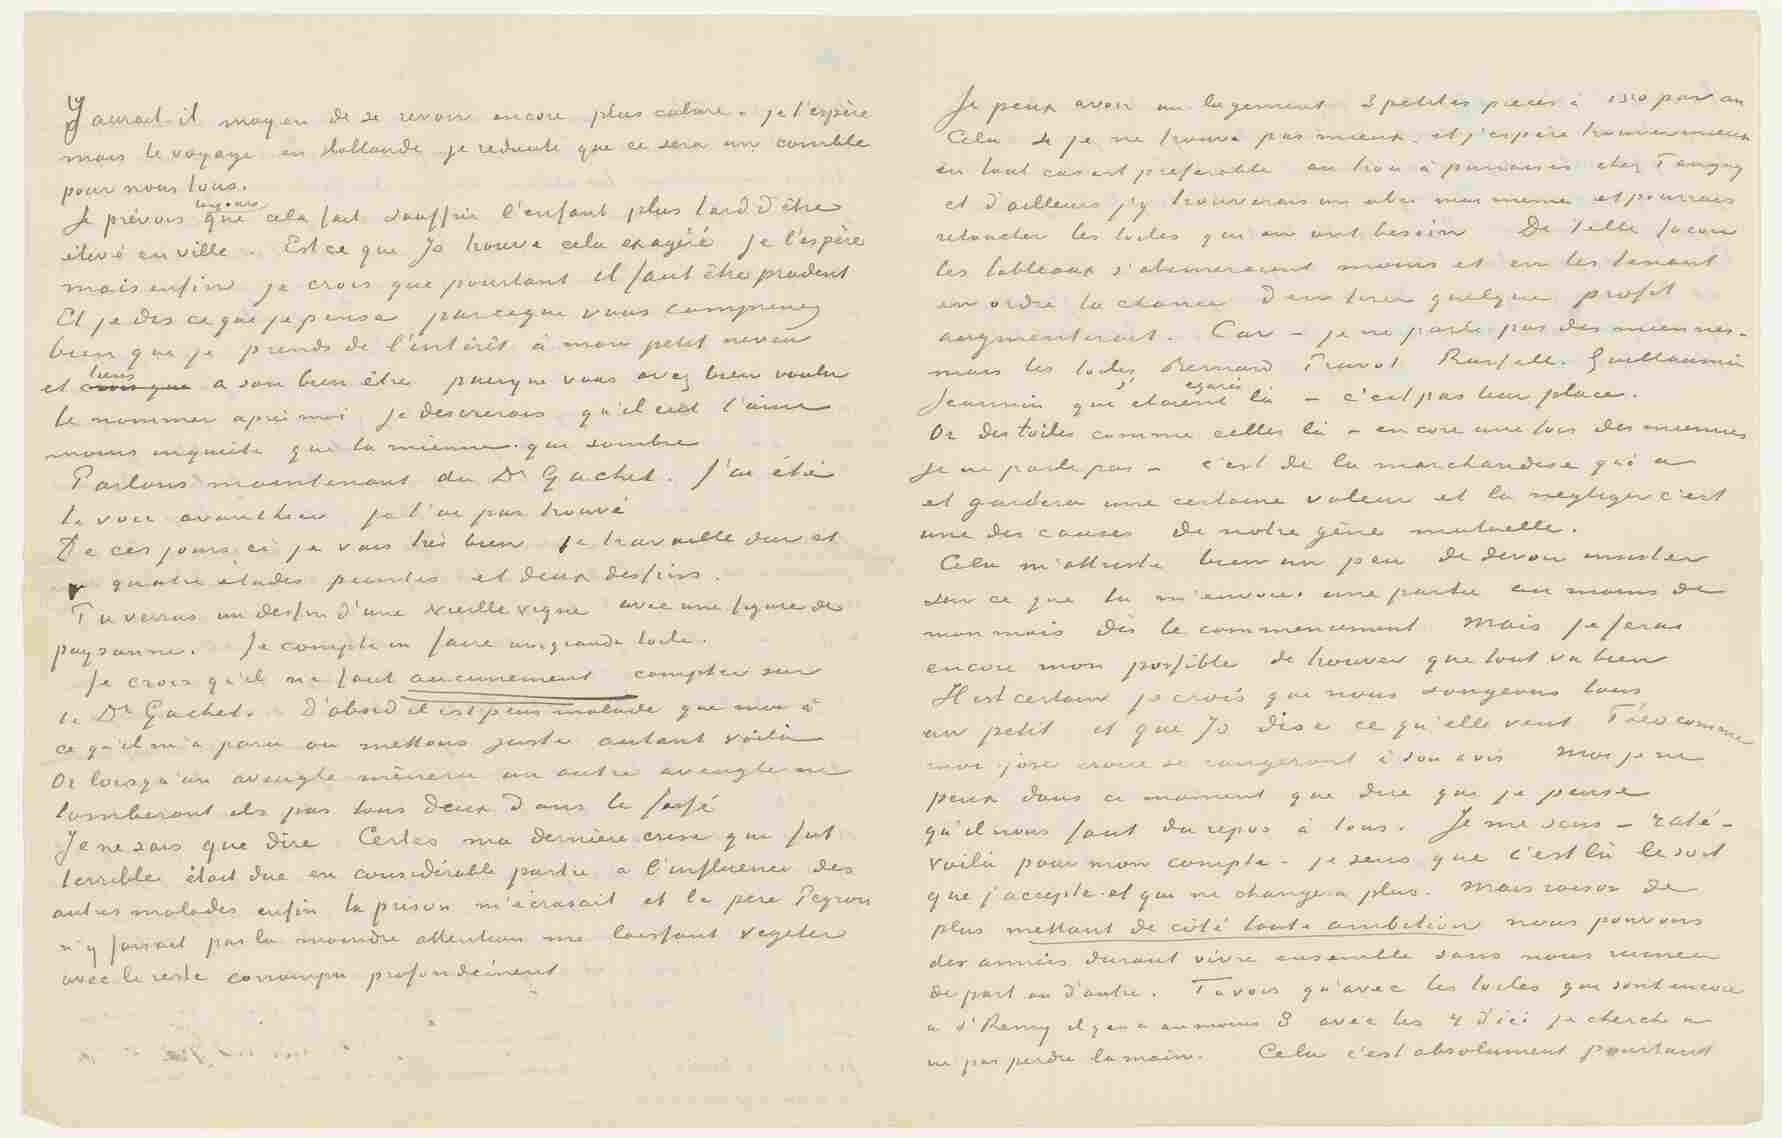 Y aurait-il moyen de se revoir encore plus calme. je l'espère
mais le voyage en Hollande je redoute que ce sera un comble
pour nous tous.
Je prévois toujours que cela fait souffrir l'enfant plus tard d'être
élevé en ville. Est ce que Jo trouve cela exagéré je l'espère
mais enfin je crois que pourtant il faut être prudent
Et je dis ce que je pense parceque vous comprenez
bien que je prends de l'intérêt à mon petit neveu
et tiens a son bien être puisque vous avez bien voulu
le nommer après moi je desirerais qu'il eut l'âme
moins inquiète que la mienne. qui sombre
Parlons maintenant du Dr Gachet. J'ai été
le voir avanthier je l'ai pas trouvé
De ces jours ci je vais très bien je travaille dur ai
quatre études peintes et deux dessins.
Tu verras un dessin d'une vieille vigne avec une figure de
paysanne. Je compte en faire une grande toile.
Je crois qu'il ne faut aucunement compter sur
le Dr Gachet. D'abord il est plus malade que moi à
ce qu'il m'a paru ou mettons juste autant voilà
Or lorsqu'un aveugle mènera un autre aveugle ne
tomberont ils pas tous deux dans le fossé
Je ne sais que dire Certes ma dernière crise qui fut
terrible était due en considérable partie a l'influence des
autres malades enfin la prison m'écrasait et le père Peyron
n'y faisait pas la moindre attention me laissant vegeter
avec le reste corrompu profondément
Je peux avoir un logement 3 petites pièces à 150 par an
Cela si je ne trouve pas mieux. et j'espère trouver mieux
en tout cas est préférable au trou à punaises chez Tanguy
et d'ailleurs j'y trouverais un abri moi meme et pourrais
retoucher les toiles qui en ont besoin De telle façon
les tableaux s'abimeraient moins et en les tenant
en ordre la chance d'en tirer quelque profit
augmenterait. Car – je ne parle pas des miennes –
mais les toiles Bernard Prevot Russell. Guillaumin
Jeannin qui s'etaient egarés là – c'est pas leur place.
Or des toiles comme celles là – encore une fois des miennes
je ne parle pas – c'est de la marchandise qui a
et gardera une certaine valeur et la negliger c'est
une des causes de notre gêne mutuelle.
Cela m'attriste bien un peu de devoir insister
sur ce que tu m'envoies une partie au moins de
mon mois dès le commencement Mais je ferai
encore mon possible de trouver que tout va bien
Il est certain je crois que nous songeons tous
au petit et que Jo dise ce qu'elle veut Theo comme
moi j'ose croire se rangeront à son avis Moi je ne
peux dans ce moment que dire que je pense
qu'il nous faut du repos à tous. Je me sens – raté –
voilà pour mon compte – je sens que c'est là le sort
que j'accepte. et qui ne changera plus. Mais raison de
plus mettant de côté toute ambition nous pouvons
des années durant vivre ensemble sans nous ruiner
de part ou d'autre. Tu vois qu'avec les toiles qui sont encore
a St Remy il y en a au moins 8 avec les 4 d'ici je cherche a
ne pas perdre la main. Cela c'est absolument pourtant